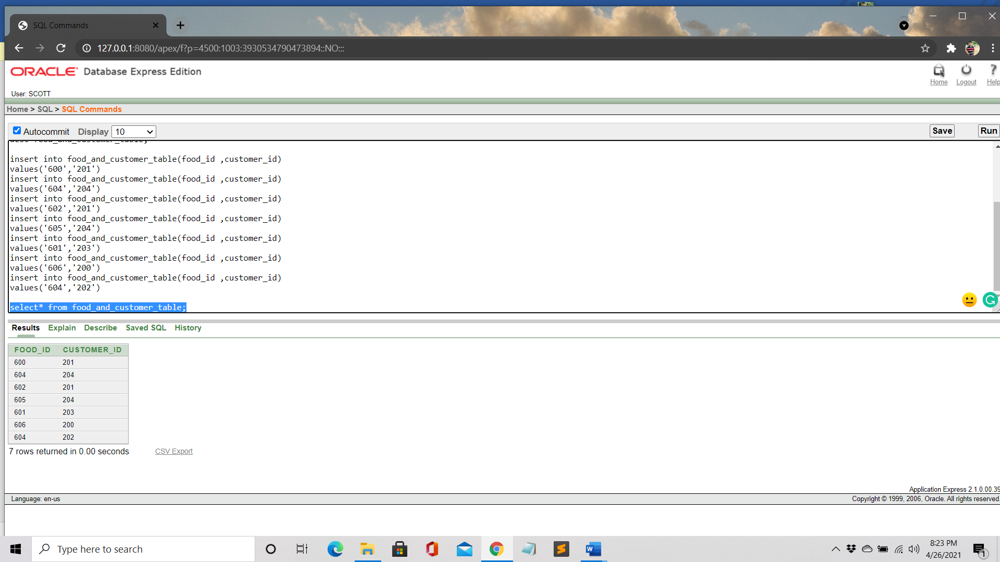 SQL Commands
127.0.0.1:8080/apex/f?p=4500:1003:3930534790473894::NO:::
ORACLE Database Express Edition
Home Logout Help
User: SCOTT
Home > SQL > SQL Commands
Autocommit Display 10 Save Run
desc food_and_customer_table;
insert into food_and_customer_table(food_id ,customer_id)
values('600','201')
insert into food_and_customer_table(food_id ,customer_id)
values('604','204')
insert into food_and_customer_table(food_id ,customer_id)
values('602','201')
insert into food_and_customer_table(food_id ,customer_id)
values('605','204')
insert into food_and_customer_table(food_id ,customer_id)
values('601','203')
insert into food_and_customer_table(food_id ,customer_id)
values('606','200')
insert into food_and_customer_table(food_id ,customer_id)
values('604','202')
select* from food_and_customer_table;
Results Explain Describe Saved SQL History
FOOD_ID CUSTOMER_ID
600 201
604 204
602 201
605 204
601 203
606 200
604 202
7 rows returned in 0.00 seconds CSV Export
Application Express 2.1.0.00.39
Language: en-us Copyright © 1999, 2006, Oracle. All rights reserved.
Type here to search
8:23 PM
4/26/2021
1